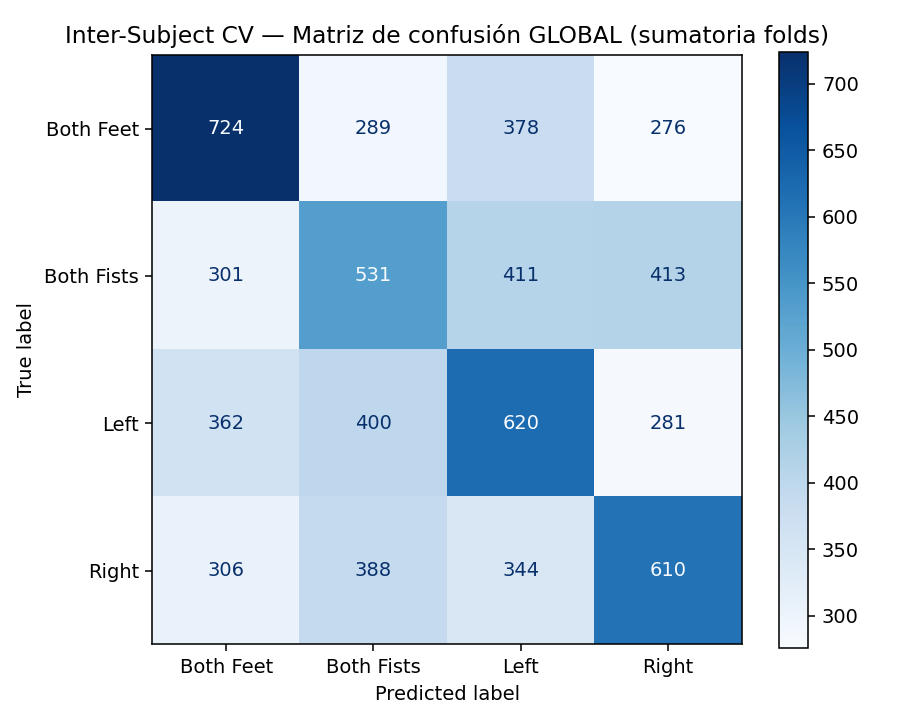 Inter-Subject CV — Matriz de confusión GLOBAL (sumatoria folds)
True label
Both Feet 724 289 378 276
Both Fists 301 531 411 413
Left 362 400 620 281
Right 306 388 344 610
Both Feet Both Fists Left Right
Predicted label
700
650
600
550
500
450
400
350
300